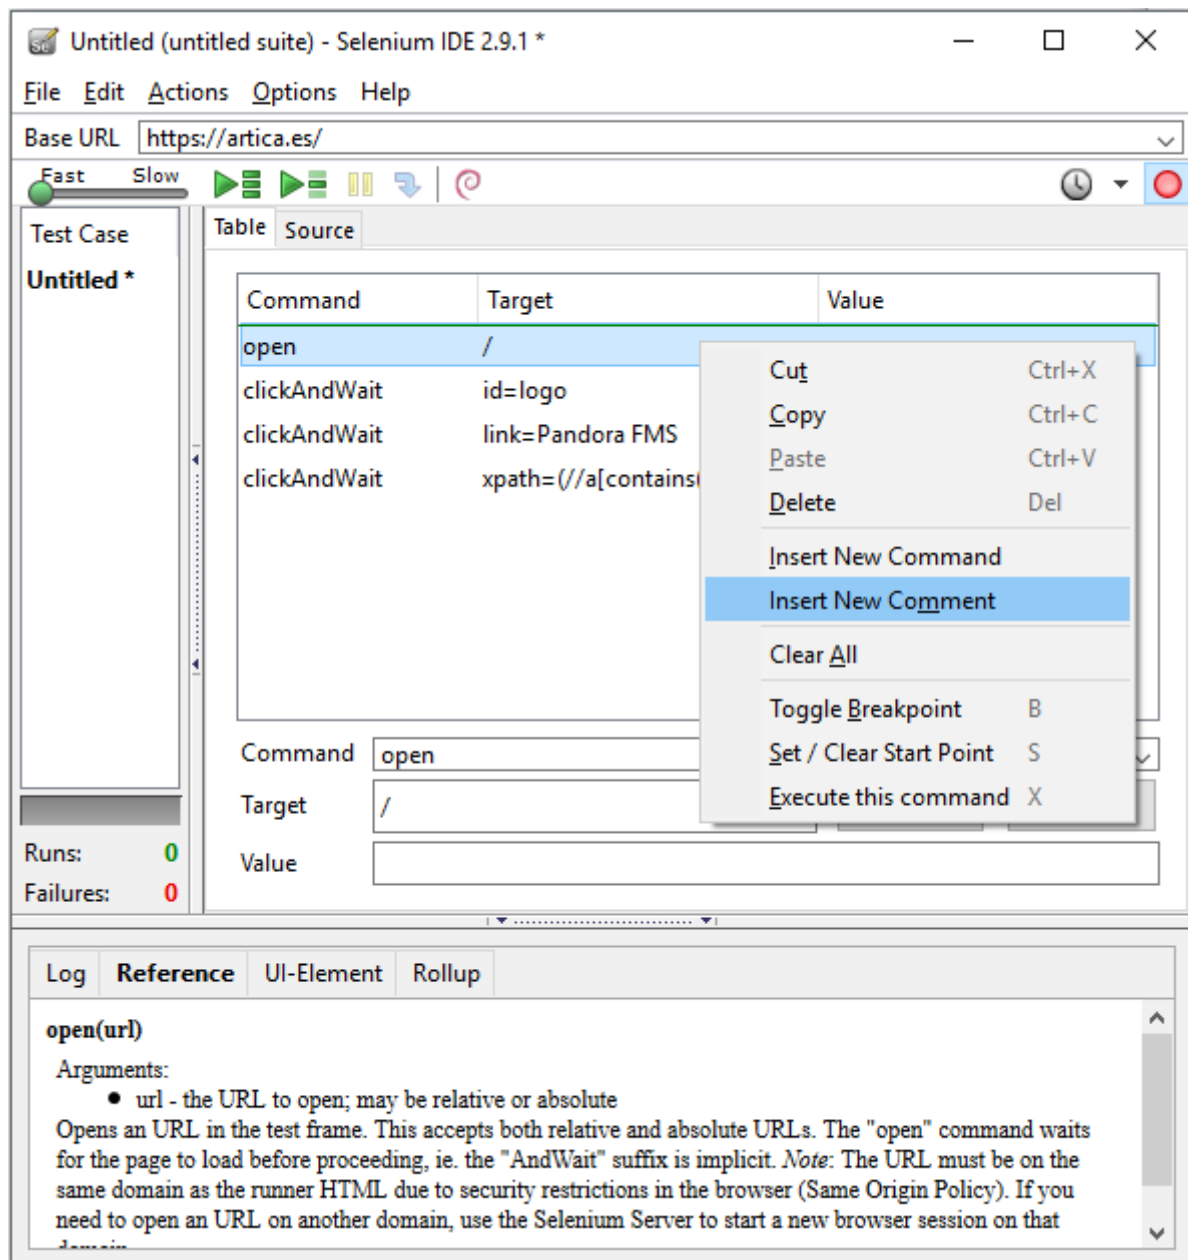 Untitled (untitled suite) - Selenium IDE 2.9.1 *
File Edit Actions Options Help
Base URL https://artica.es/
Fast Slow
Test Case
Untitled *
Table Source
Command Target Value
open /
clickAndWait id=logo
clickAndWait link=Pandora FMS
clickAndWait xpath=(//a[contains(
Cut Ctrl+X
Copy Ctrl+C
Paste Ctrl+V
Delete Del
Insert New Command
Insert New Comment
Clear All
Toggle Breakpoint B
Set / Clear Start Point S
Execute this command X
Command open
Target /
Value
Runs: 0
Failures: 0
Log Reference UI-Element Rollup
open(url)
Arguments:
• url - the URL to open; may be relative or absolute
Opens an URL in the test frame. This accepts both relative and absolute URLs. The "open" command waits
for the page to load before proceeding, ie. the "AndWait" suffix is implicit. Note: The URL must be on the
same domain as the runner HTML due to security restrictions in the browser (Same Origin Policy). If you
need to open an URL on another domain, use the Selenium Server to start a new browser session on that